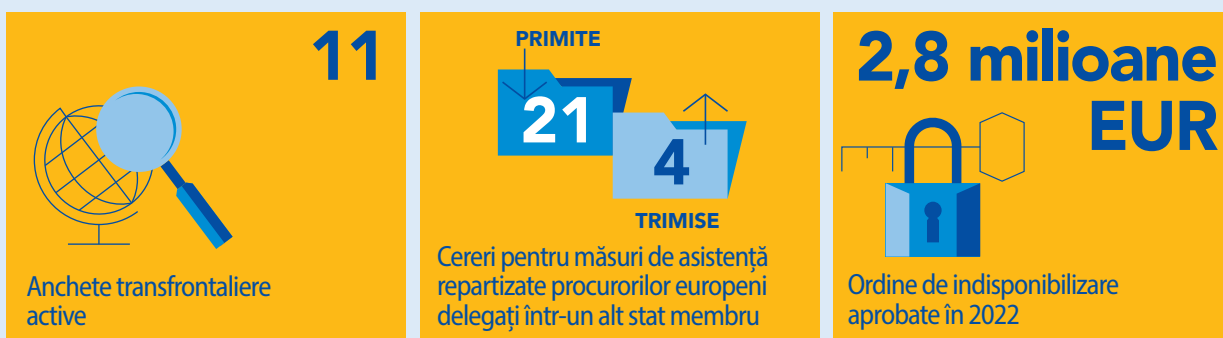 11
Anchete transfrontaliere
active
PRIMITE
21
4
TRIMISE
Cereri pentru măsuri de asistență
repartizate procurorilor europeni
delegați într-un alt stat membru
2,8 milioane
EUR
Ordine de indisponibilizare
aprobate în 2022